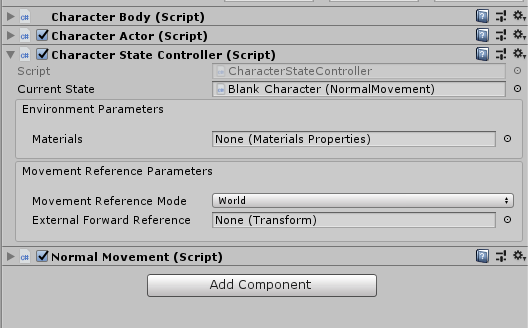 Character Body (Script)
Character Actor (Script)
Character State Controller (Script)
Script CharacterStateController
Current State Blank Character (NormalMovement)
Environment Parameters
Materials None (Materials Properties)
Movement Reference Parameters
Movement Reference Mode World
External Forward Reference None (Transform)
Normal Movement (Script)
Add Component